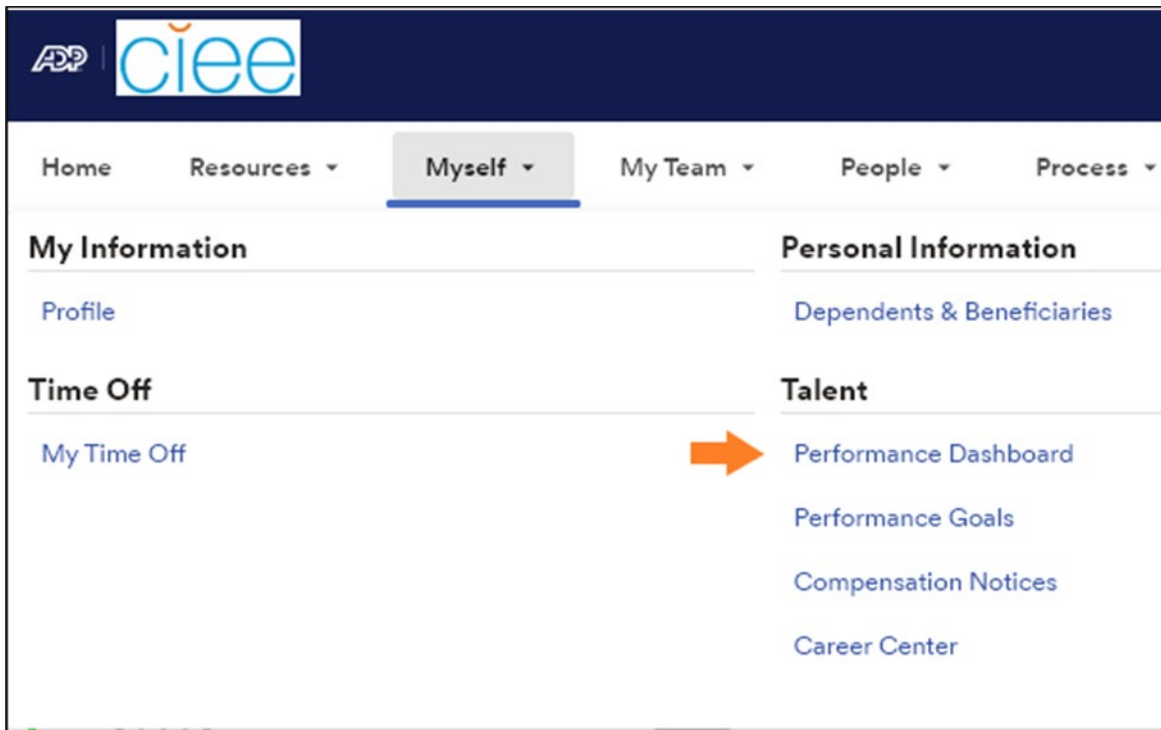 ADP ciee
Home Resources Myself My Team People Process
My Information
Profile
Time Off
My Time Off
Personal Information
Dependents & Beneficiaries
Talent
Performance Dashboard
Performance Goals
Compensation Notices
Career Center